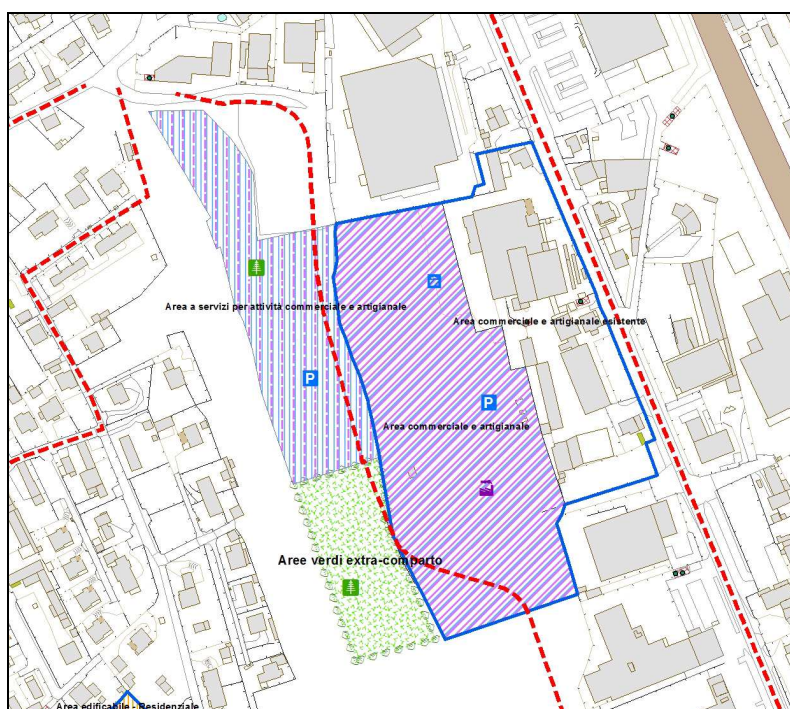 Area a servizi per attività commerciale e artigianale
Area commerciale e artigianale esistente
P
P
Area commerciale e artigianale
Aree verdi extra-comparto
Area edificabile - Residenziale